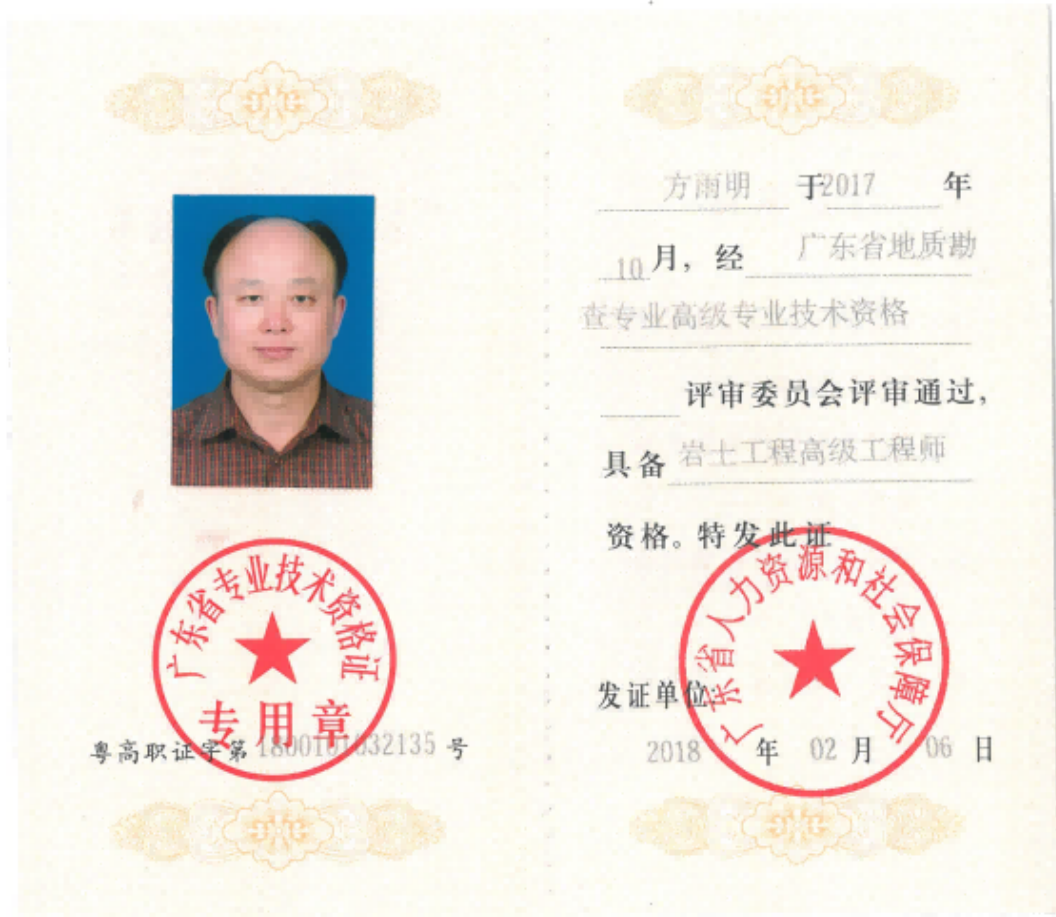 广东省专业技术资格证
专用章
粤高职证字第 1800101032135 号
方雨明 于2017 年
10 月，经 广东省地质勘
查专业高级专业技术资格
评审委员会评审通过，
具备 岩土工程高级工程师
资格。特发此证
广东省人力资源和社会保障厅
发证单位:
2018 年 02 月 06 日